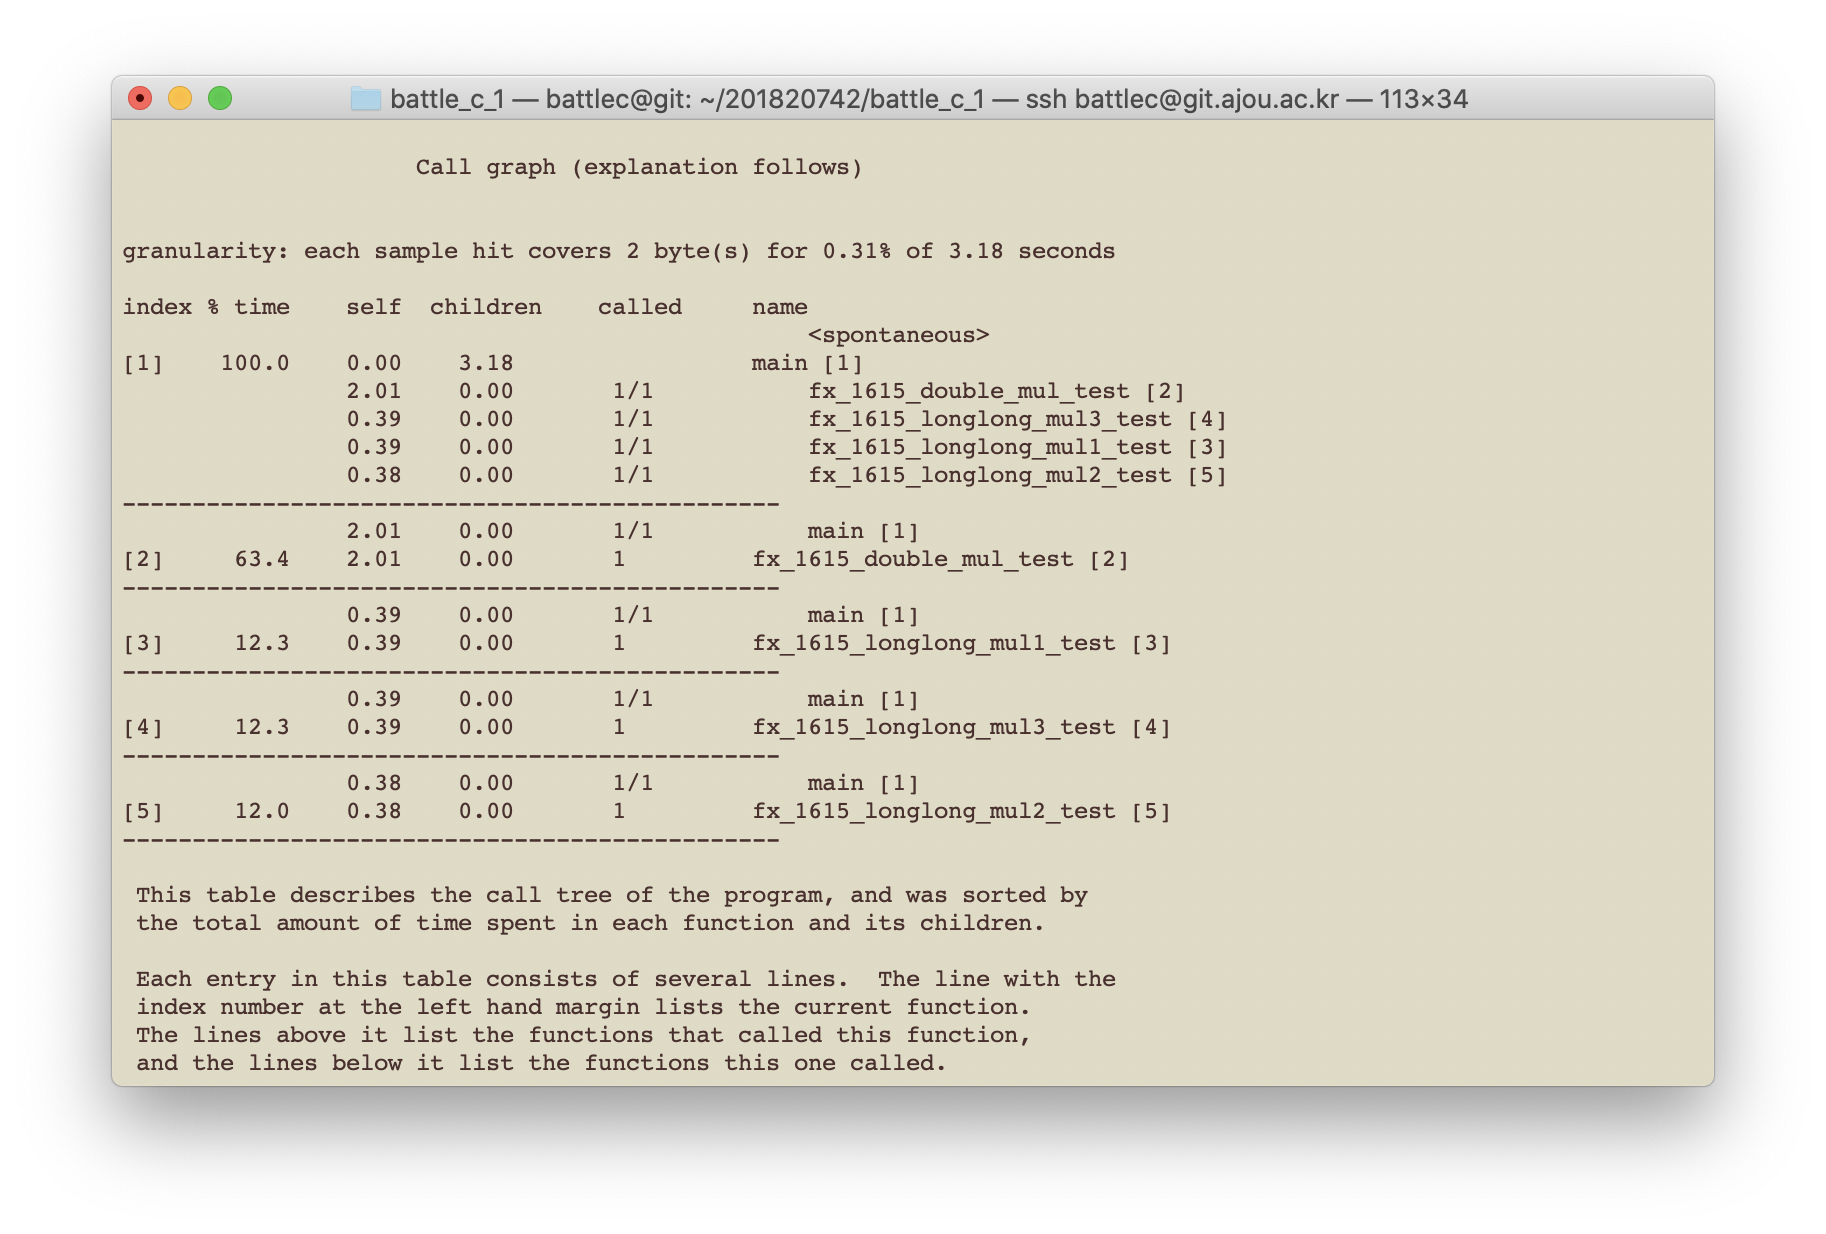 battle_c_1 — battlec@git: ~/201820742/battle_c_1 — ssh battlec@git.ajou.ac.kr — 113×34
Call graph (explanation follows)
granularity: each sample hit covers 2 byte(s) for 0.31% of 3.18 seconds
index % time    self  children    called     name
                                                 <spontaneous>
[1]    100.0    0.00    3.18                 main [1]
                2.01    0.00       1/1           fx_1615_double_mul_test [2]
                0.39    0.00       1/1           fx_1615_longlong_mul3_test [4]
                0.39    0.00       1/1           fx_1615_longlong_mul1_test [3]
                0.38    0.00       1/1           fx_1615_longlong_mul2_test [5]
-----------------------------------------------
                2.01    0.00       1/1           main [1]
[2]     63.4    2.01    0.00       1         fx_1615_double_mul_test [2]
-----------------------------------------------
                0.39    0.00       1/1           main [1]
[3]     12.3    0.39    0.00       1         fx_1615_longlong_mul1_test [3]
-----------------------------------------------
                0.39    0.00       1/1           main [1]
[4]     12.3    0.39    0.00       1         fx_1615_longlong_mul3_test [4]
-----------------------------------------------
                0.38    0.00       1/1           main [1]
[5]     12.0    0.38    0.00       1         fx_1615_longlong_mul2_test [5]
-----------------------------------------------
This table describes the call tree of the program, and was sorted by
the total amount of time spent in each function and its children.
Each entry in this table consists of several lines.  The line with the
index number at the left hand margin lists the current function.
The lines above it list the functions that called this function,
and the lines below it list the functions this one called.